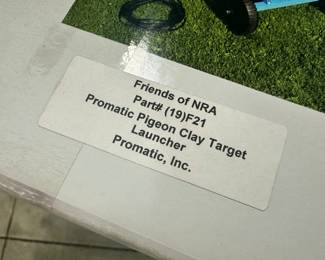 Friends of NRA
Part# (19)F21
Promatic Pigeon Clay Target
Launcher
Promatic, Inc.